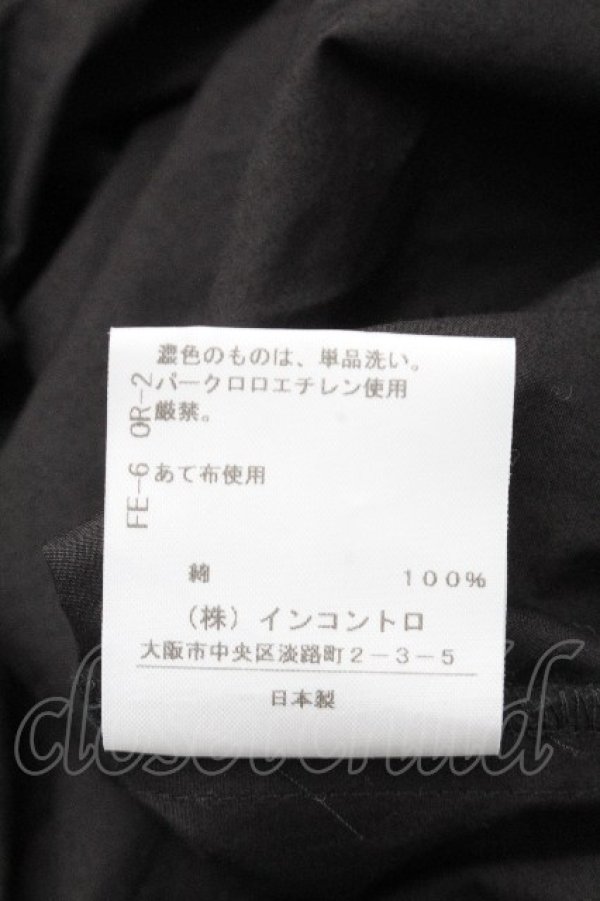 濃色のものは、単品洗い。
パークロロエチレン使用
厳禁。
あて布使用
FE-6 OR-2
綿 100%
(株)インコントロ
大阪市中央区淡路町2-3-5
日本製
closet child